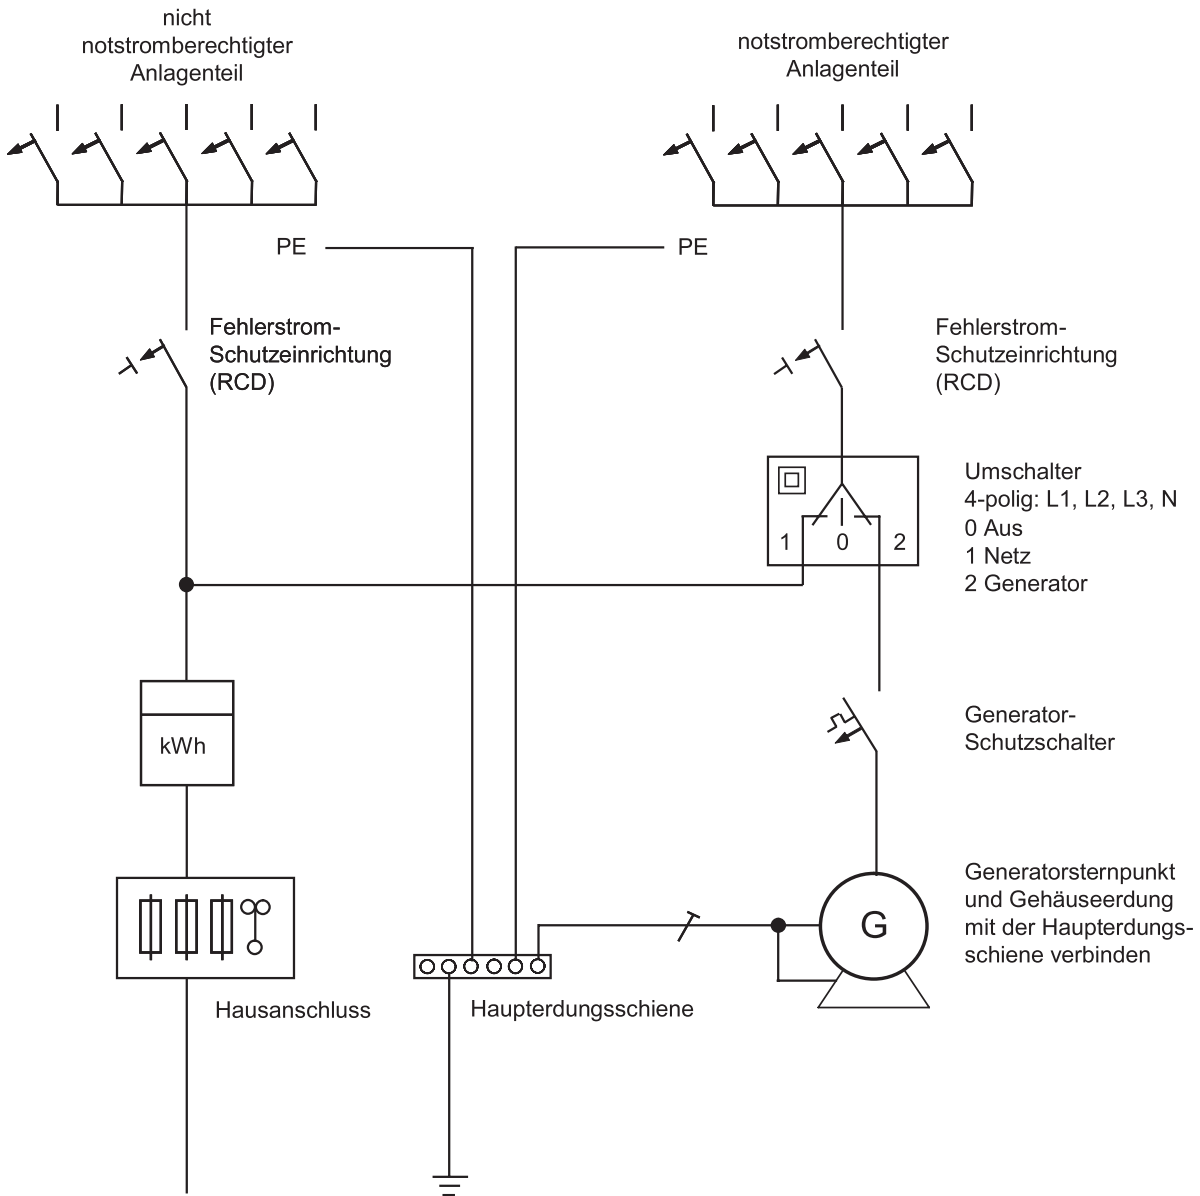 nicht
notstromberechtigter
Anlagenteil
notstromberechtigter
Anlagenteil
PE
PE
Fehlerstrom-
Schutzeinrichtung
(RCD)
Fehlerstrom-
Schutzeinrichtung
(RCD)
Umschalter
4-polig: L1, L2, L3, N
0 Aus
1 Netz
2 Generator
1 0 2
kWh
Generator-
Schutzschalter
Generatorsternpunkt
und Gehäuseerdung
mit der Haupterdungs-
schiene verbinden
G
Hausanschluss
Haupterdungsschiene